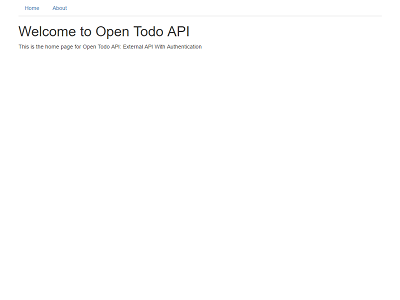 Home About
Welcome to Open Todo API
This is the home page for Open Todo API: External API With Authentication